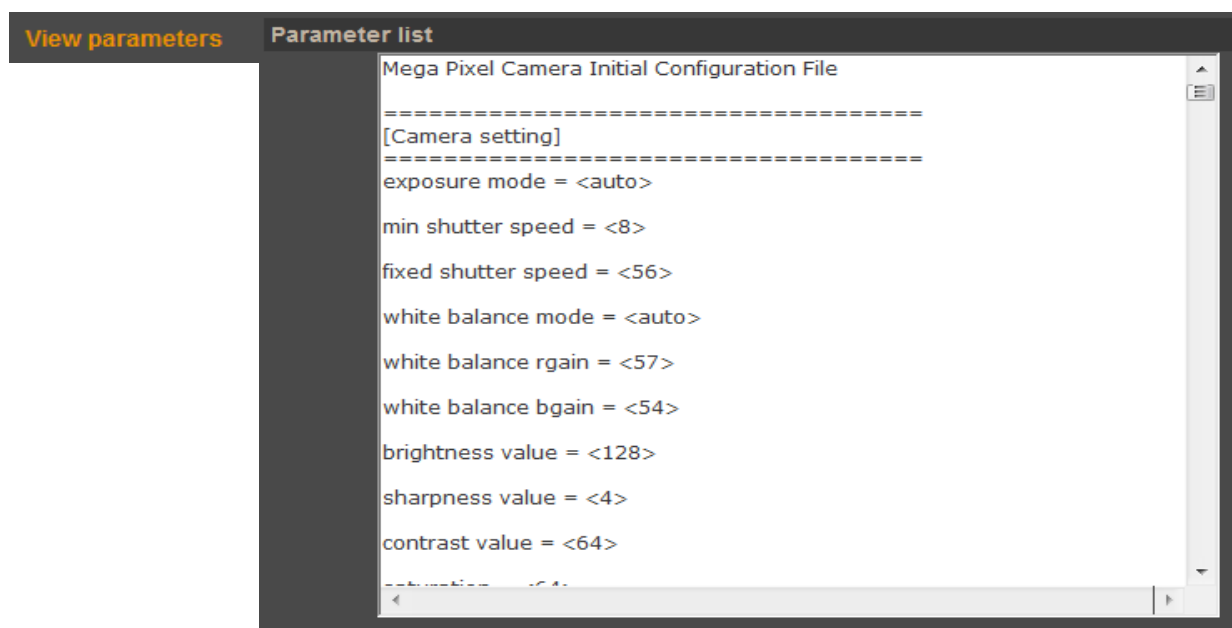 View parameters
Parameter list
Mega Pixel Camera Initial Configuration File
====================================
[Camera setting]
====================================
exposure mode = <auto>
min shutter speed = <8>
fixed shutter speed = <56>
white balance mode = <auto>
white balance rgain = <57>
white balance bgain = <54>
brightness value = <128>
sharpness value = <4>
contrast value = <64>